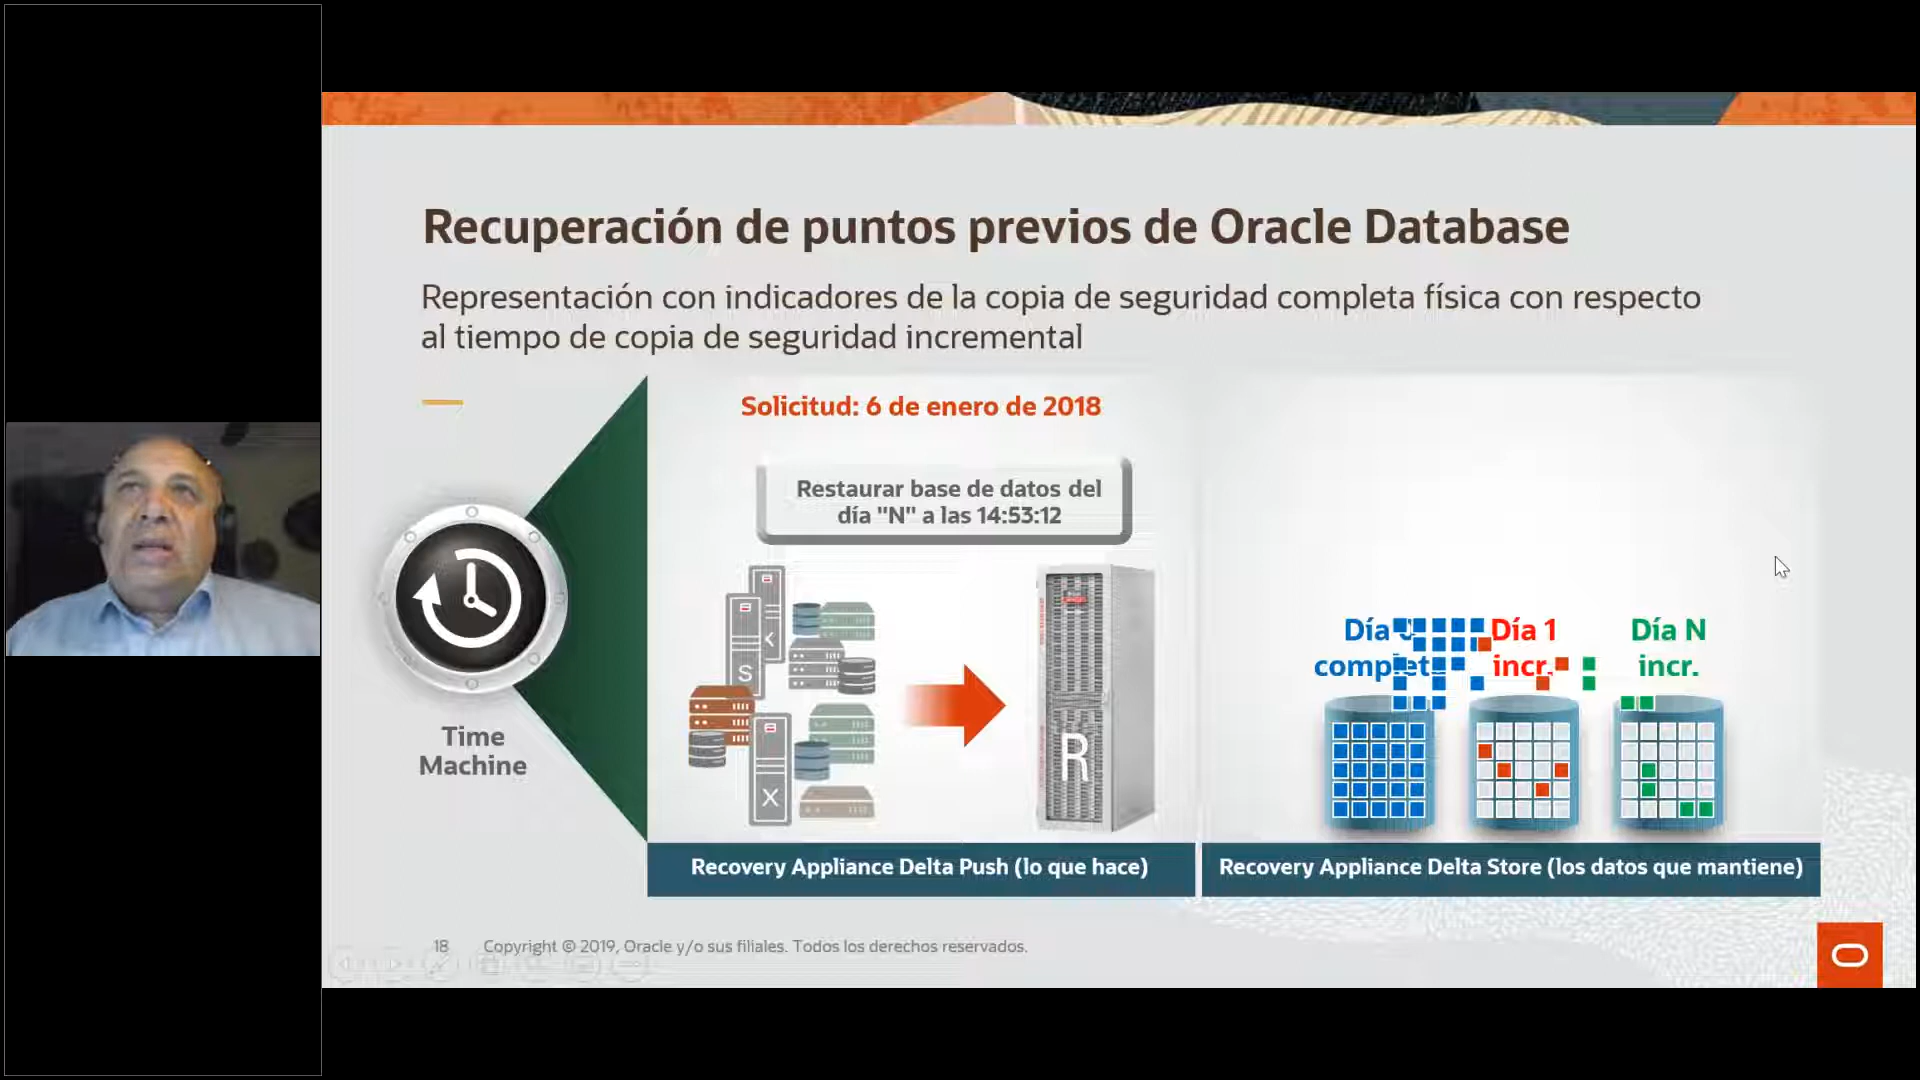 Recuperación de puntos previos de Oracle Database
Representación con indicadores de la copia de seguridad completa física con respecto
al tiempo de copia de seguridad incremental
Solicitud: 6 de enero de 2018
Restaurar base de datos del
día "N" a las 14:53:12
Time
Machine
K
S
X
R
Día
Día 1
Día N
incr.
incr.
Recovery Appliance Delta Push (lo que hace)
Recovery Appliance Delta Store (los datos que mantiene)
18
Copyright © 2019, Oracle y/o sus filiales. Todos los derechos reservados.